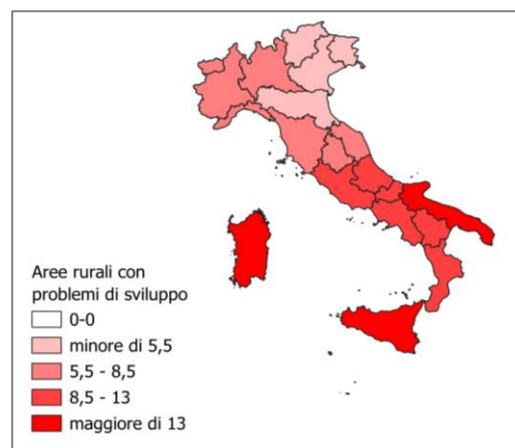 Aree rurali con
problemi di sviluppo
0-0
minore di 5,5
5,5 - 8,5
8,5 - 13
maggiore di 13